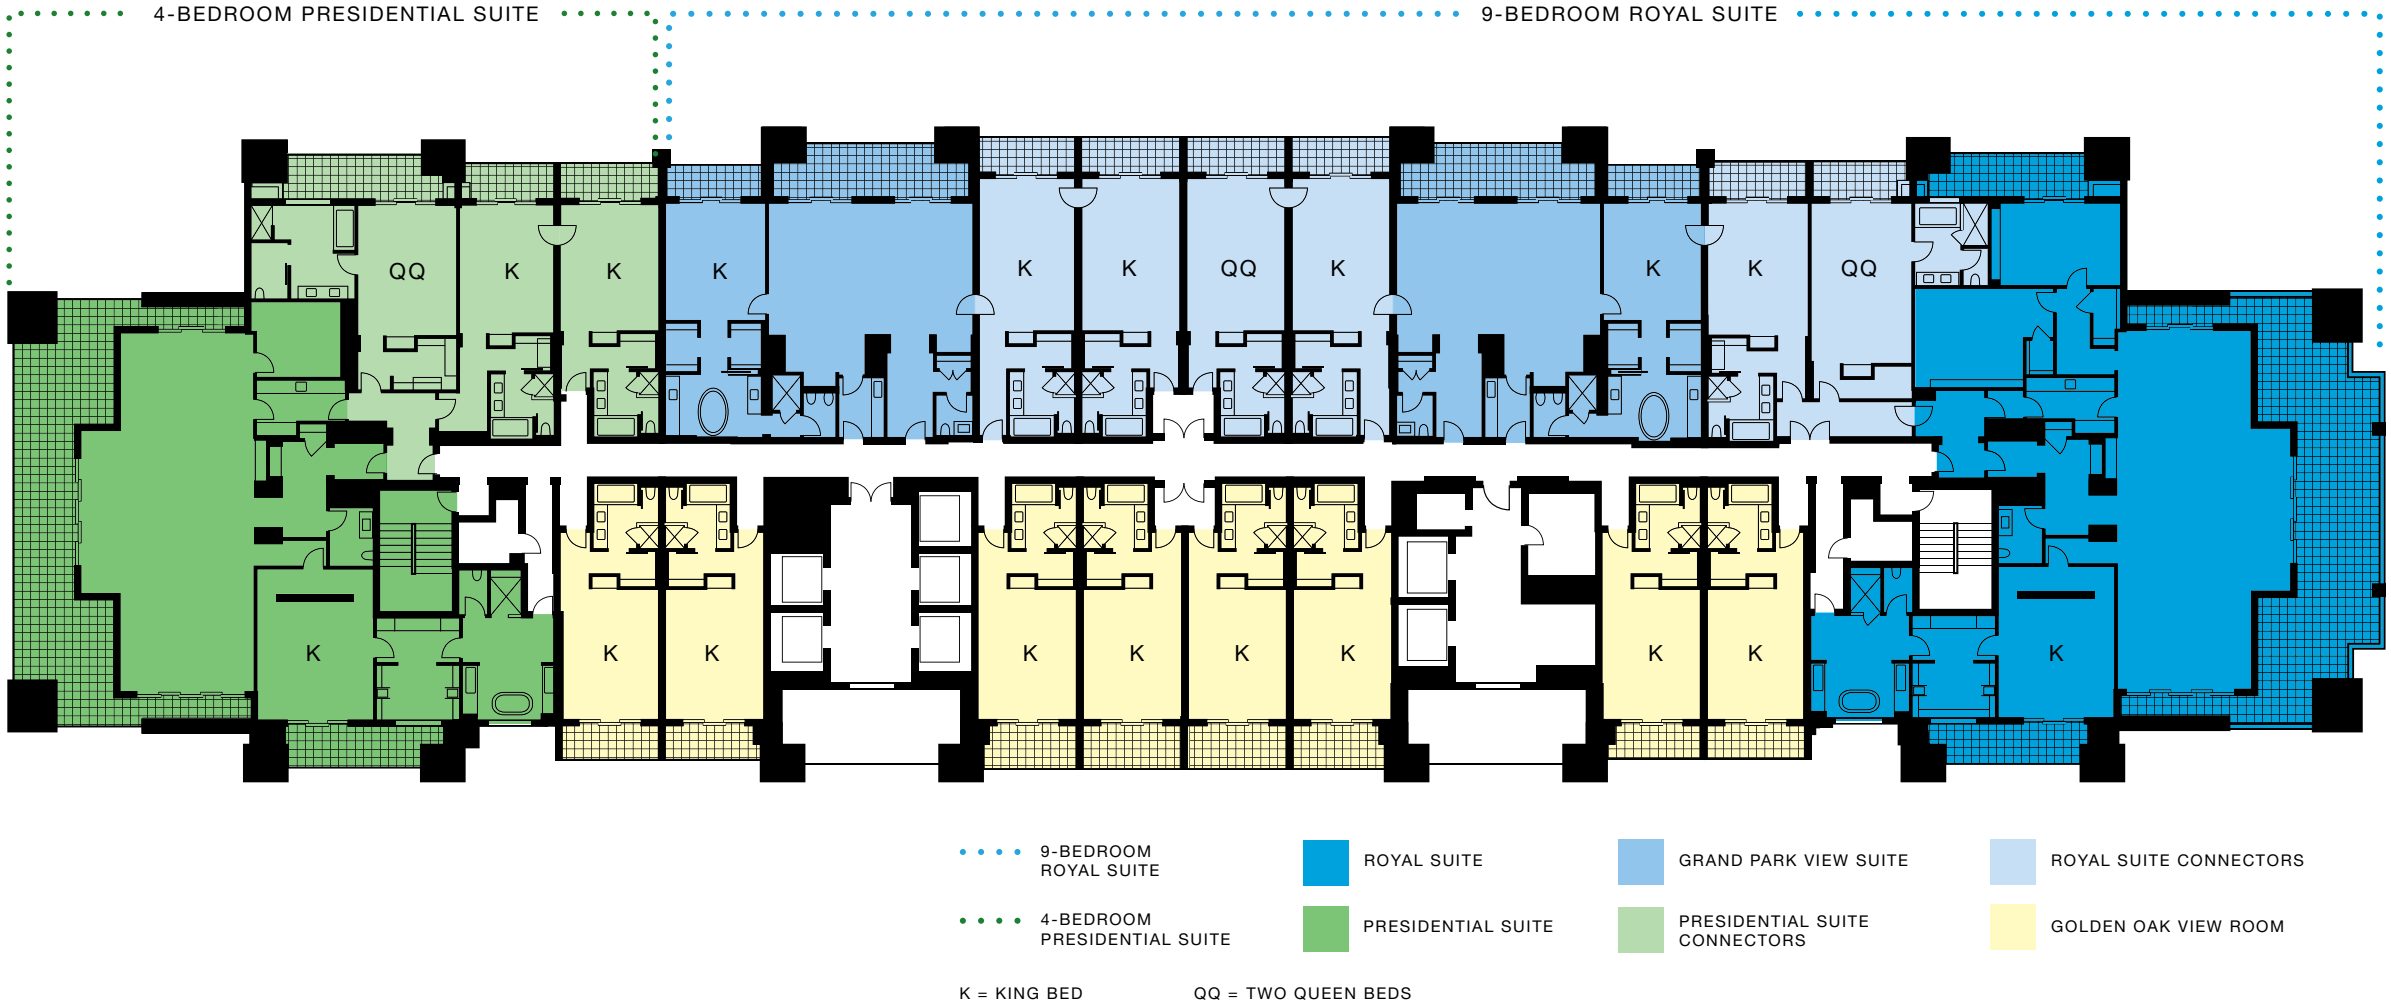 4-BEDROOM PRESIDENTIAL SUITE
9-BEDROOM ROYAL SUITE
QQ
K
K
K
K
K
QQ
K
K
K
QQ
K
K
K
K
K
K
K
K
K
K
9-BEDROOM
ROYAL SUITE
ROYAL SUITE
GRAND PARK VIEW SUITE
ROYAL SUITE CONNECTORS
4-BEDROOM
PRESIDENTIAL SUITE
PRESIDENTIAL SUITE
PRESIDENTIAL SUITE
CONNECTORS
GOLDEN OAK VIEW ROOM
K = KING BED
QQ = TWO QUEEN BEDS